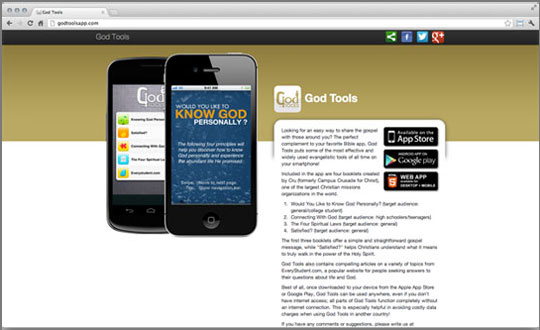 God Tools
godtoolsapp.com
God Tools
God
Knowing God Person
Satisfied?
Connecting With Go
The Four Spiritual L
EveryStudent.com
9:41 AM
WOULD YOU LIKE TO
KNOW GOD
PERSONALLY ?
The following four principles will
help you discover how to
know God personally and experience
the abundant life He promised.
God
God Tools
Looking for an easy way to share the gospel
with those around you? The perfect
complement to your favorite Bible app, God
Tools puts some of the most effective and
widely used evangelistic tools of all time on
your smartphone!
Included in the app are four booklets created
by Cru (formerly Campus Crusade for Christ),
one of the largest Christian missions
organizations in the world.
1. Would You Like to Know God Personally? (target audience:
general/college student)
2. Connecting With God (target audience: high schoolers/teenagers)
3. The Four Spiritual Laws (target audience: general)
4. Satisfied? (target audience: general)
The first three booklets offer a simple and straightforward gospel
message, while "Satisfied?" helps Christians understand what it means
to truly walk in the power of the Holy Spirit.
God Tools also contains compelling articles on a variety of topics from
EveryStudent.com, a popular website for people seeking answers to
their questions about life and God.
Best of all, once downloaded to your device from the Apple App Store
or Google Play, God Tools can be used anywhere, even if you don't
have internet access; all parts of God Tools function completely without
an internet connection. This is especially helpful in avoiding costly data
charges when using God Tools in another country!
If you have any comments or suggestions, please write us at
Available on the
App Store
ANDROID APP ON
Google play
HTML
5
WEB APP
DESKTOP + MOBILE